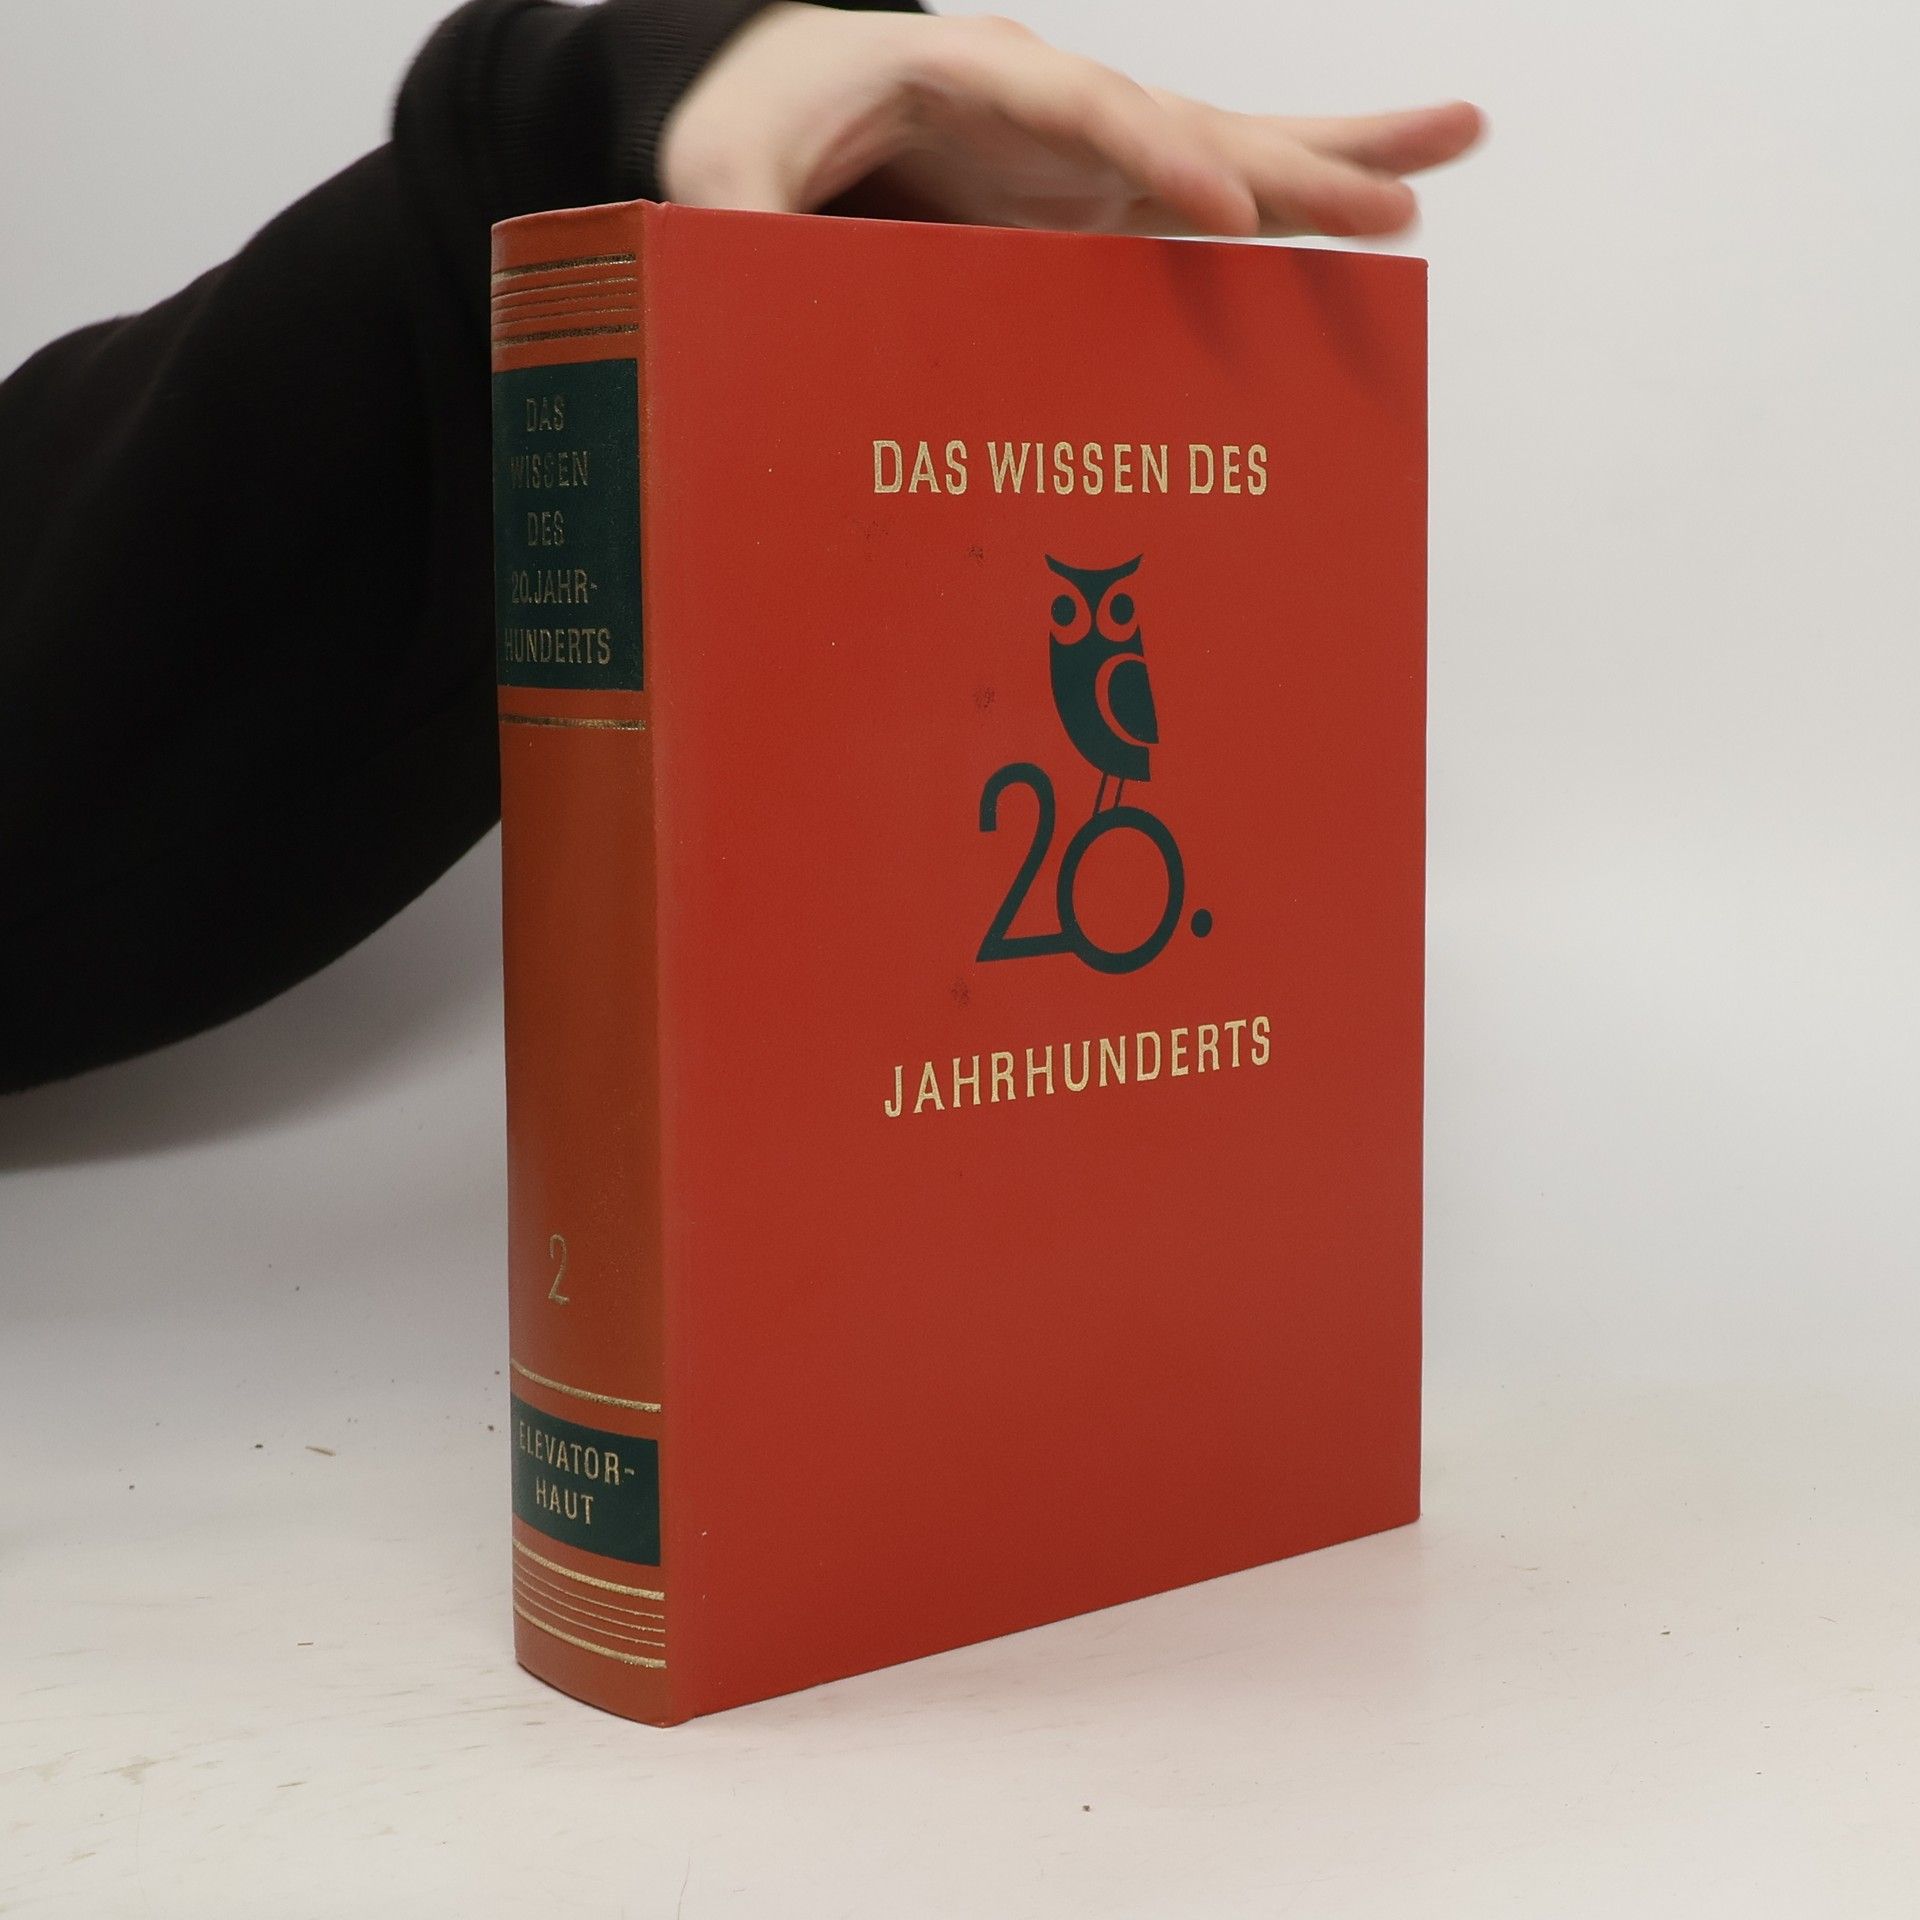 DAS
WISSEN
DES
20. JAHR-
HUNDERTS
2
ELEVATOR-
HAUT
DAS WISSEN DES
20.
JAHRHUNDERTS